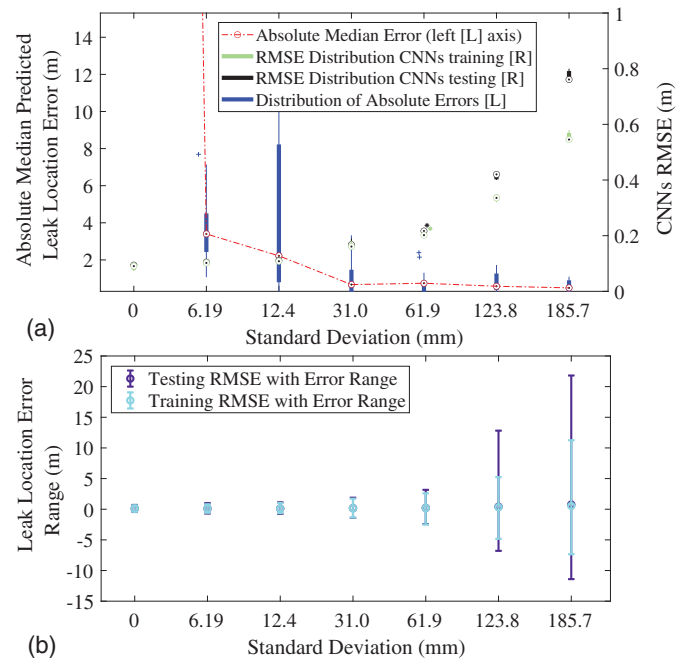 Absolute Median Predicted
Leak Location Error (m)
14
12
10
8
6
4
2
Absolute Median Error (left [L] axis)
RMSE Distribution CNNs training [R]
RMSE Distribution CNNs testing [R]
Distribution of Absolute Errors [L]
1
0.8
0.6
0.4
0.2
0
CNNs RMSE (m)
0 6.19 12.4 31.0 61.9 123.8 185.7
(a) Standard Deviation (mm)
Leak Location Error
Range (m)
25
20
15
10
5
0
-5
-10
-15
Testing RMSE with Error Range
Training RMSE with Error Range
0 6.19 12.4 31.0 61.9 123.8 185.7
(b) Standard Deviation (mm)